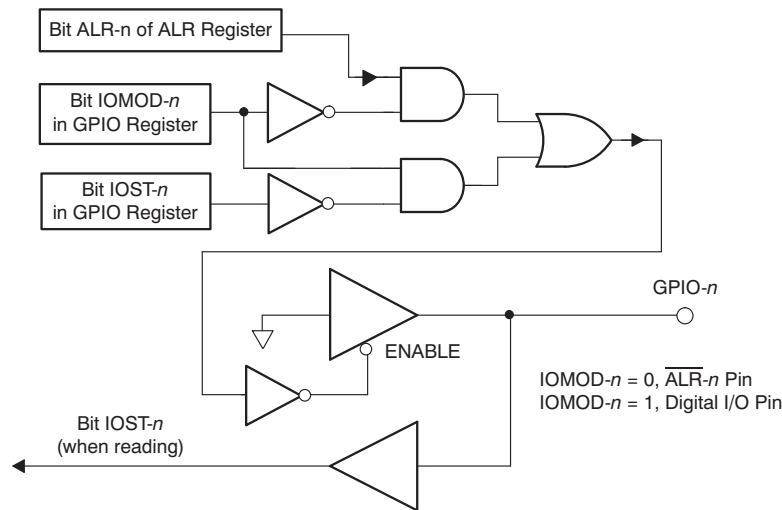 Bit ALR-n of ALR Register
Bit IOMOD-n
in GPIO Register
Bit IOST-n
in GPIO Register
GPIO-n
ENABLE
IOMOD-n = 0, A̅L̅R̅-n Pin
IOMOD-n = 1, Digital I/O Pin
Bit IOST-n
(when reading)